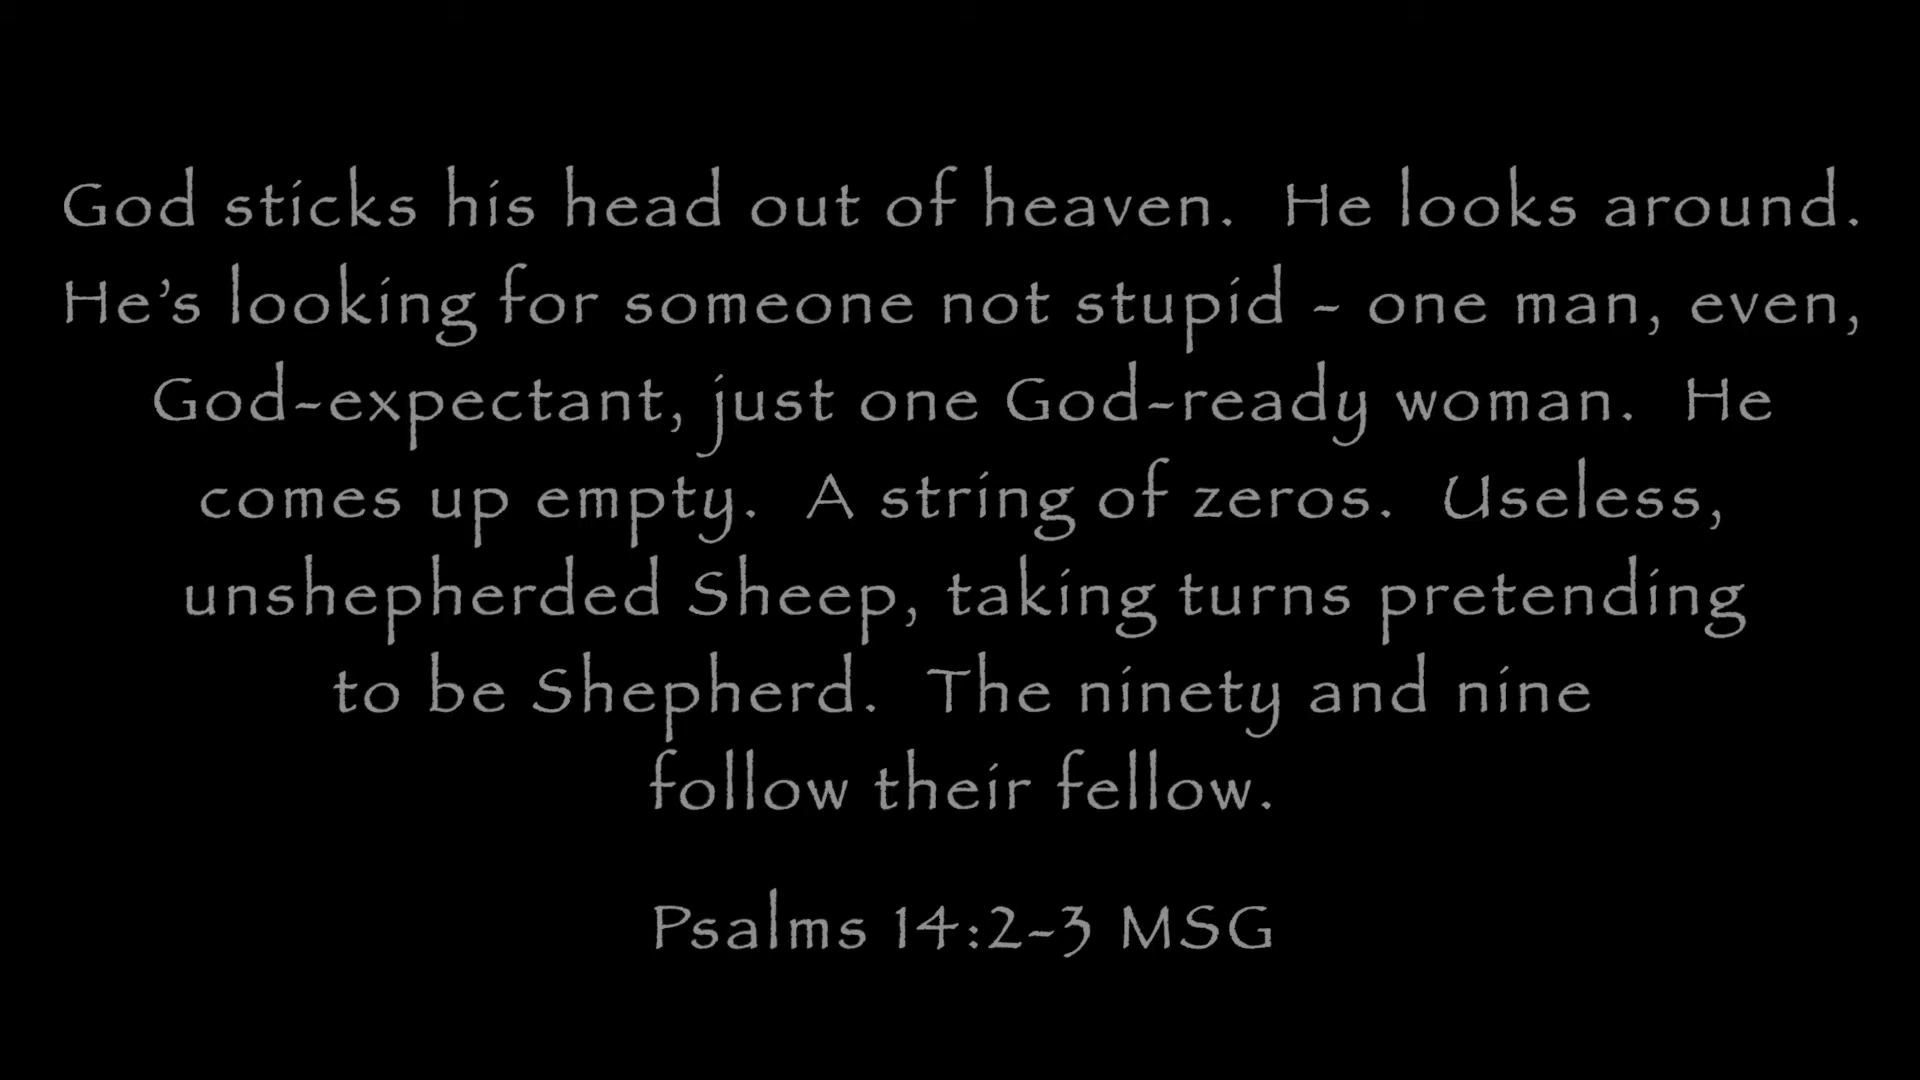 God sticks his head out of heaven.  He looks around.
He's looking for someone not stupid - one man, even,
God-expectant, just one God-ready woman.  He
comes up empty.  A string of zeros.  Useless,
unshepherded Sheep, taking turns pretending
to be Shepherd.  The ninety and nine
follow their fellow.
Psalms 14:2-3 MSG